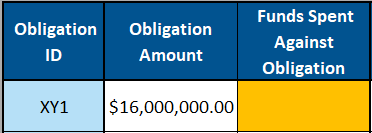 Obligation
ID
Obligation
Amount
Funds Spent
Against
Obligation
XY1
$16,000,000.00